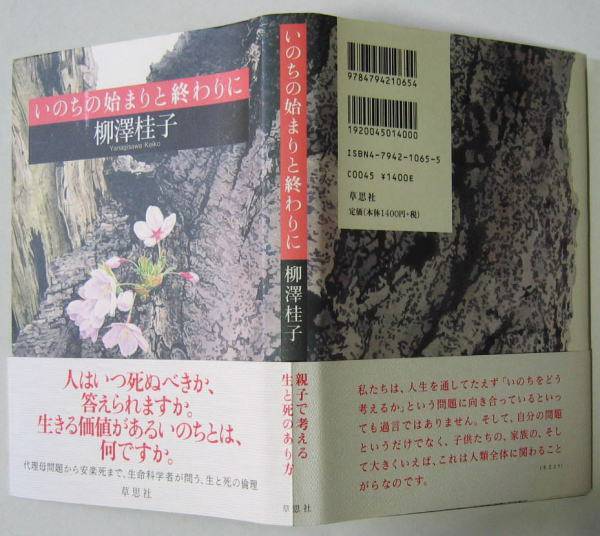 いのちの始まりと終わりに
柳澤桂子
Yanagisawa Keiko
人はいつ死ぬべきか、
答えられますか。
生きる価値があるいのちとは、
何ですか。
代理母問題から安楽死まで、生命科学者が問う、生と死の倫理
草思社
いのちの始まりと終わりに
柳澤桂子
親子で考える
生と死のあり方
草思社
9784794210654
1920045014000
ISBN4-7942-1065-5
C0045 ¥1400E
草思社
定価(本体1400円+税)
私たちは、人生を通してたえず「いのちをどう
考えるか」という問題に向き合っているといっ
ても過言ではありません。そして、自分の問題
というだけでなく、子供たちの、家族の、そし
て大きくいえば、これは人類全体に関わること
がらなのです。
(本文より)